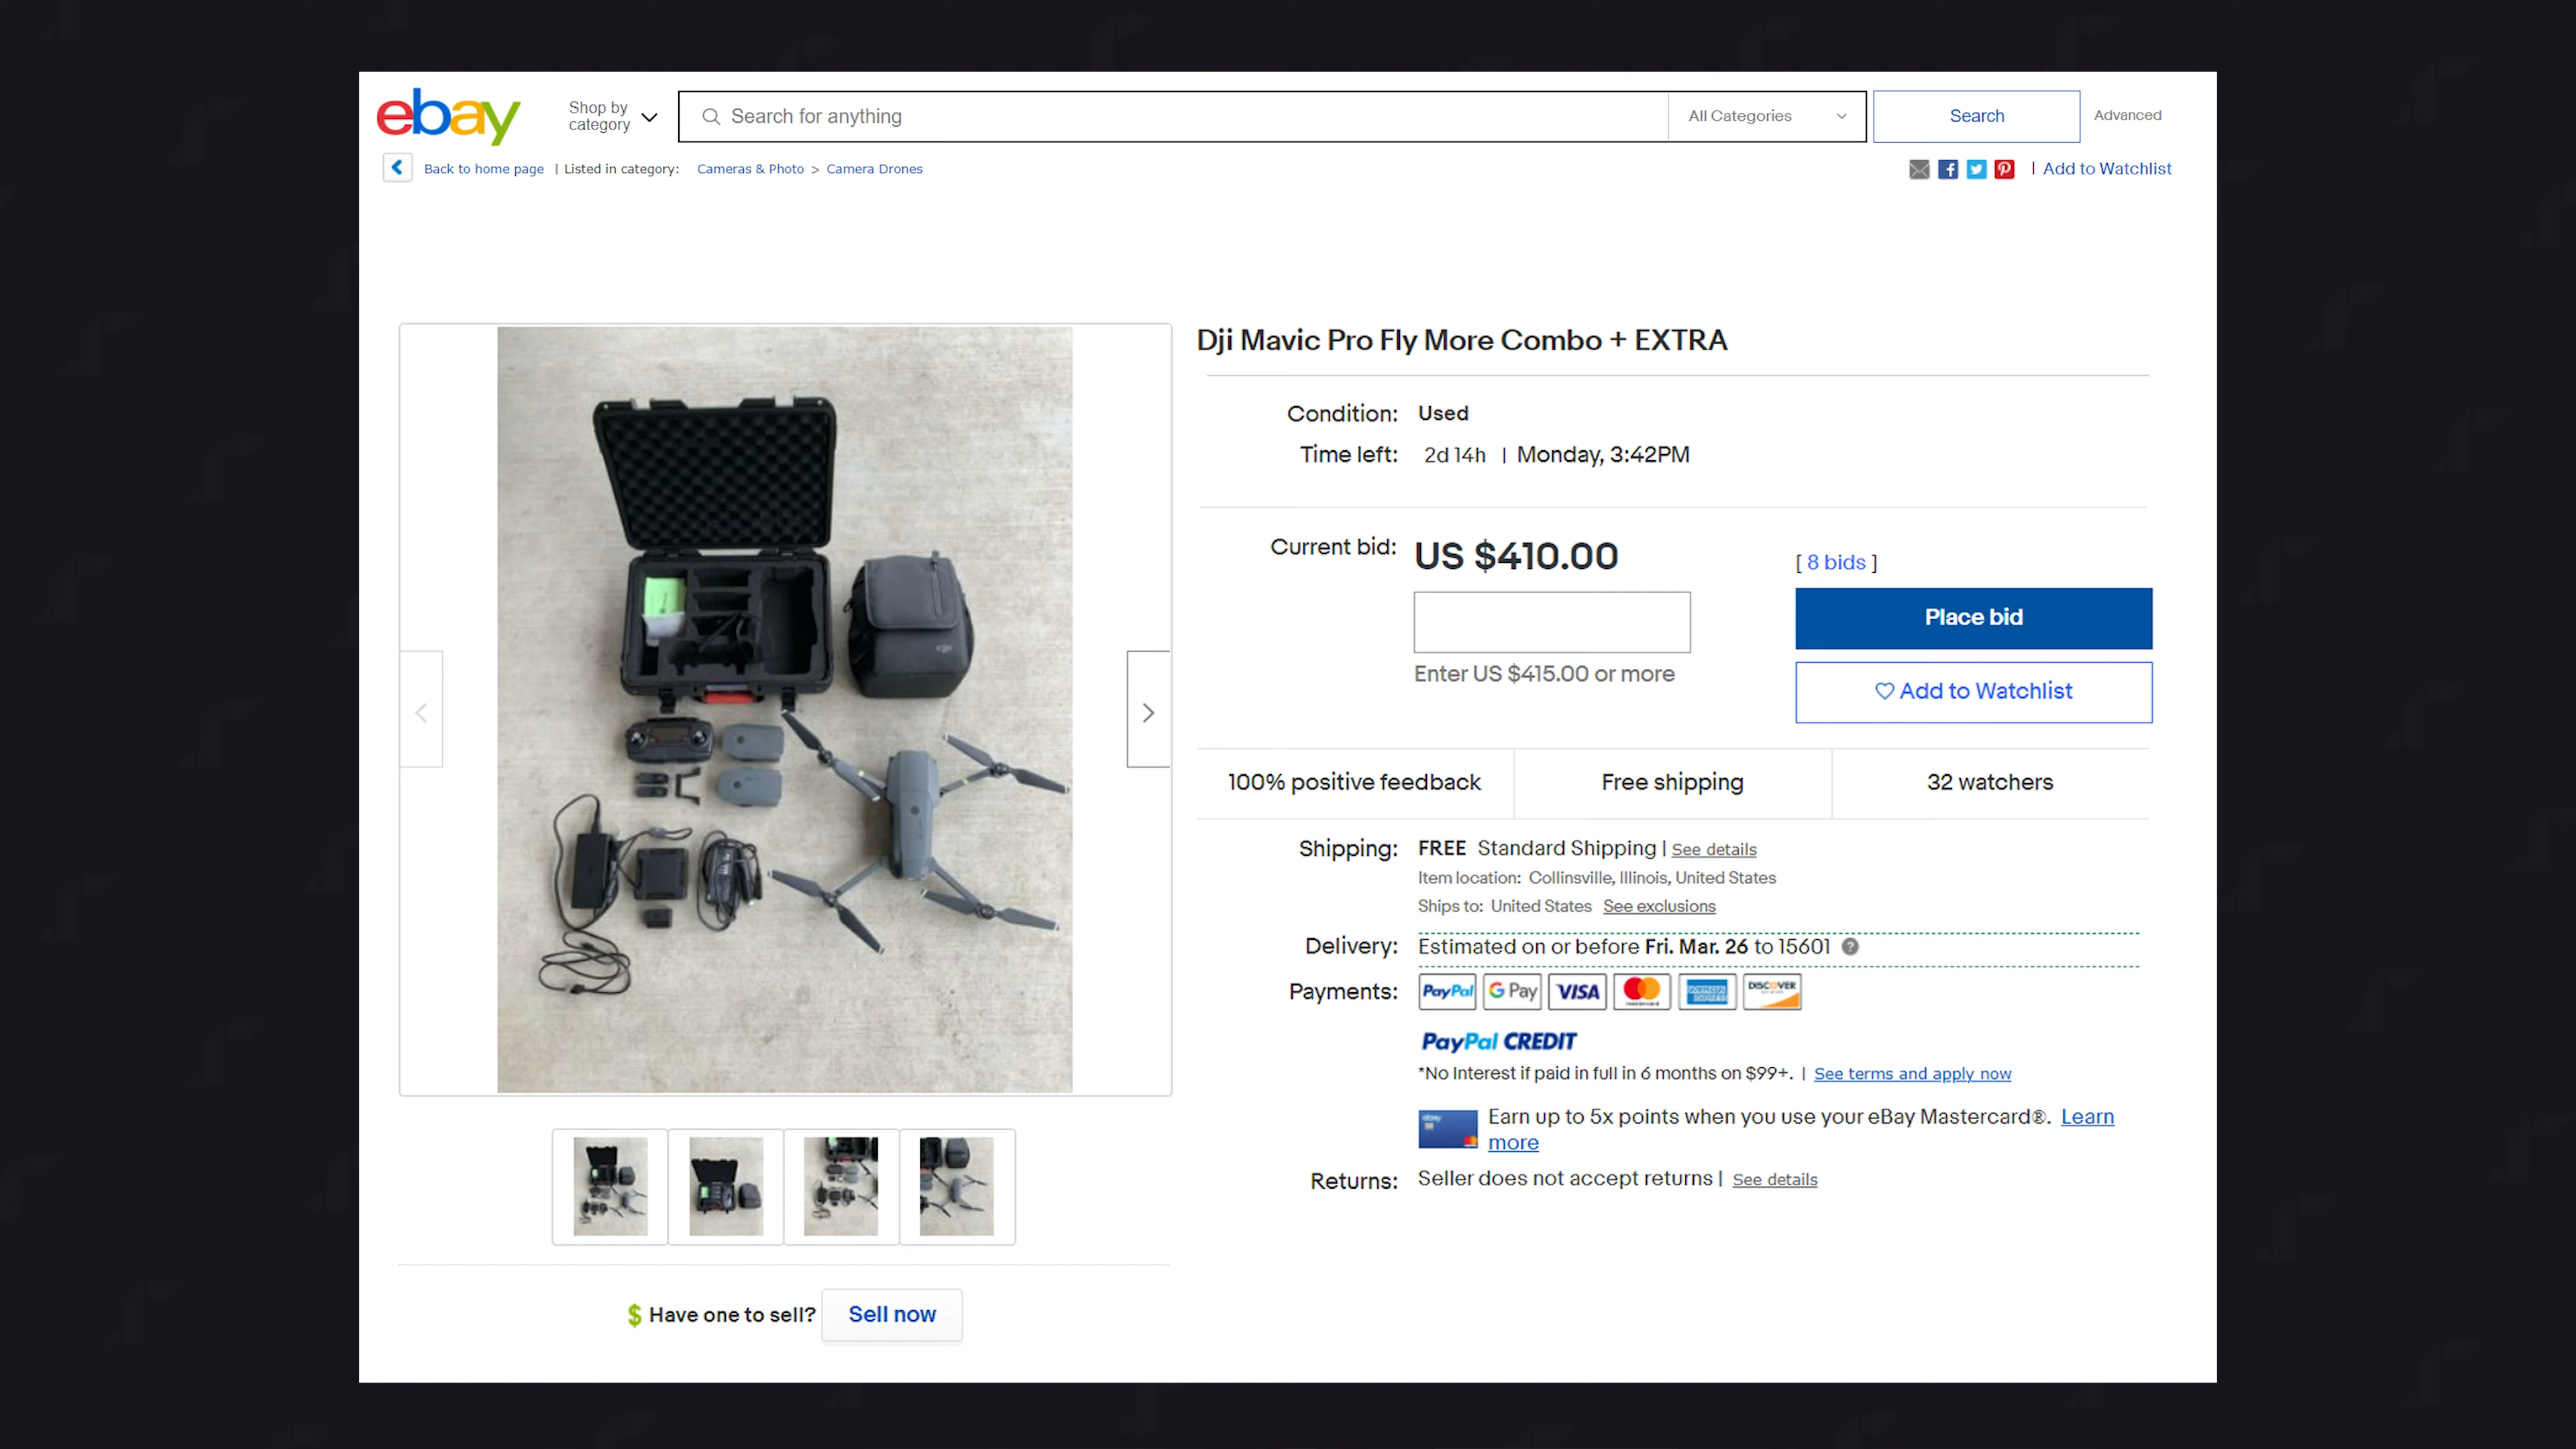 ebay
Shop by
category
Search for anything
All Categories
Search
Advanced
Back to home page | Listed in category: Cameras & Photo > Camera Drones
| Add to Watchlist
Dji Mavic Pro Fly More Combo + EXTRA
Condition: Used
Time left: 2d 14h | Monday, 3:42PM
Current bid: US $410.00
[ 8 bids ]
Place bid
Enter US $415.00 or more
Add to Watchlist
100% positive feedback
Free shipping
32 watchers
Shipping: FREE Standard Shipping | See details
Item location: Collinsville, Illinois, United States
Ships to: United States See exclusions
Delivery: Estimated on or before Fri. Mar. 26 to 15601 ?
Payments: PayPal G Pay VISA mastercard AMERICAN EXPRESS DISCOVER
PayPal CREDIT
*No Interest if paid in full in 6 months on $99+. | See terms and apply now
ebay
Earn up to 5x points when you use your eBay Mastercard®. Learn
more
Returns: Seller does not accept returns | See details
$ Have one to sell? Sell now